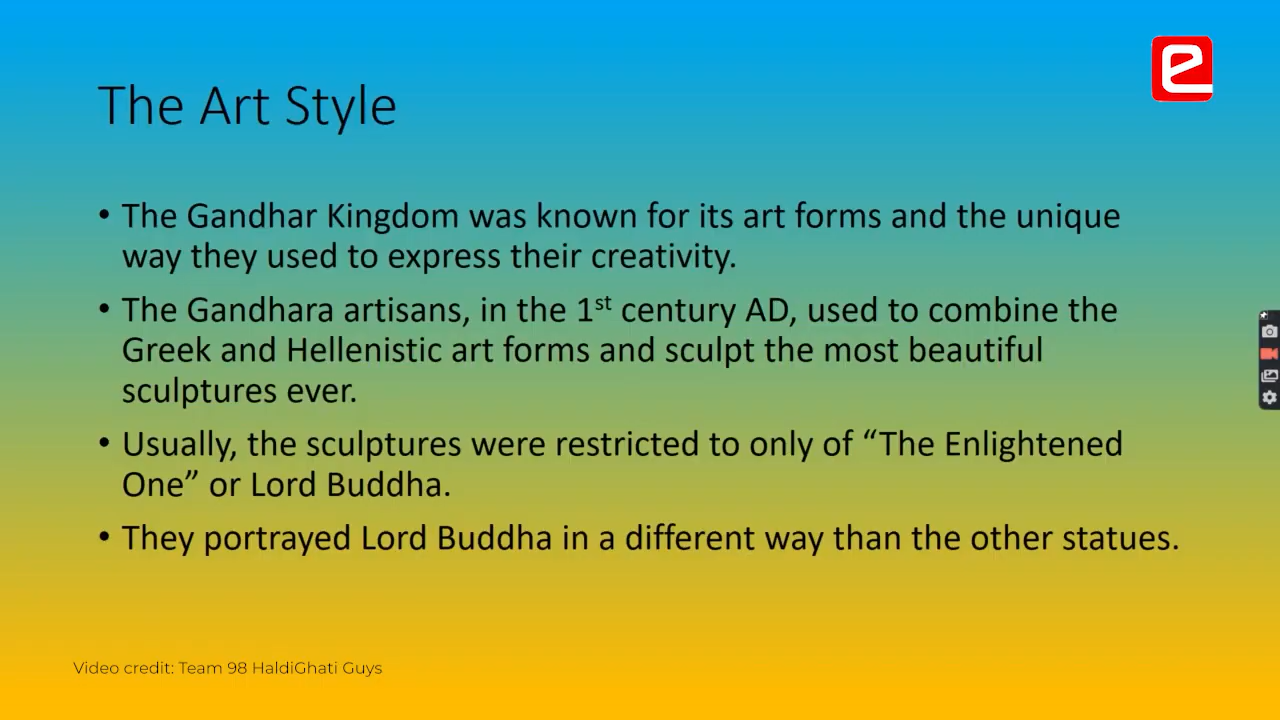 The Art Style
• The Gandhar Kingdom was known for its art forms and the unique
way they used to express their creativity.
• The Gandhara artisans, in the 1st century AD, used to combine the
Greek and Hellenistic art forms and sculpt the most beautiful
sculptures ever.
• Usually, the sculptures were restricted to only of “The Enlightened
One” or Lord Buddha.
• They portrayed Lord Buddha in a different way than the other statues.
Video credit: Team 98 HaldiGhati Guys